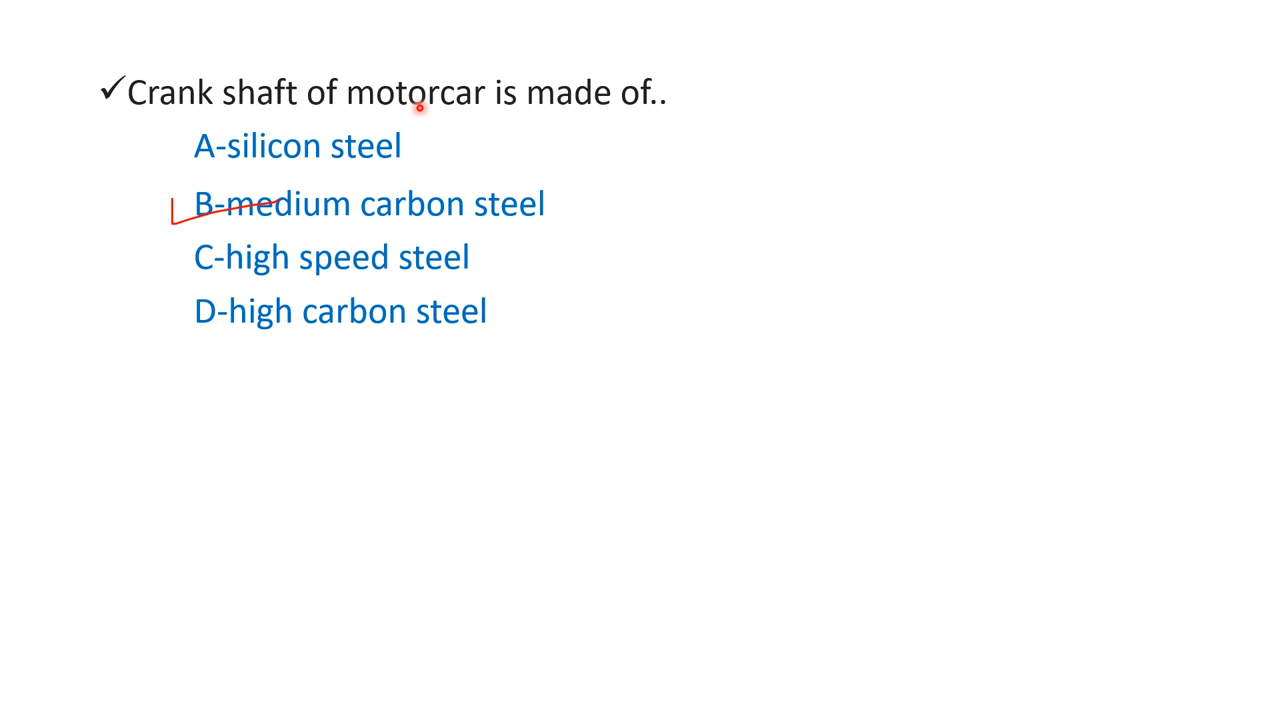 ✓Crank shaft of motorcar is made of..
A-silicon steel
B-medium carbon steel
C-high speed steel
D-high carbon steel